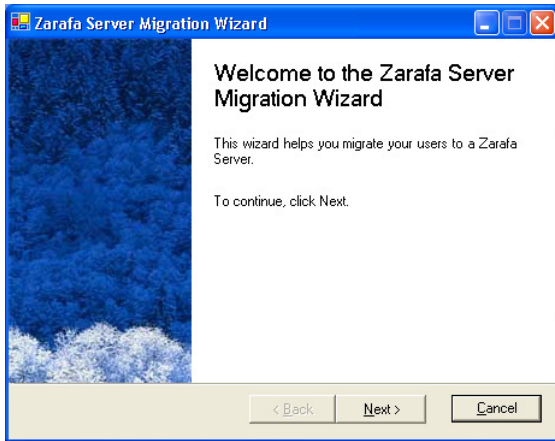 Zarafa Server Migration Wizard
Welcome to the Zarafa Server
Migration Wizard
This wizard helps you migrate your users to a Zarafa
Server.
To continue, click Next.
< Back
Next >
Cancel